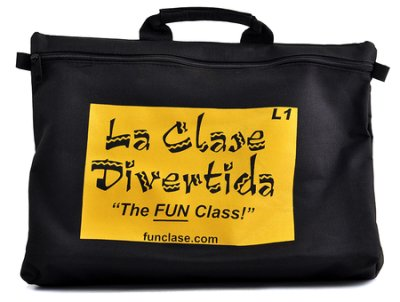 L1
La Clase
Divertida
“The FUN Class!”
funclase.com